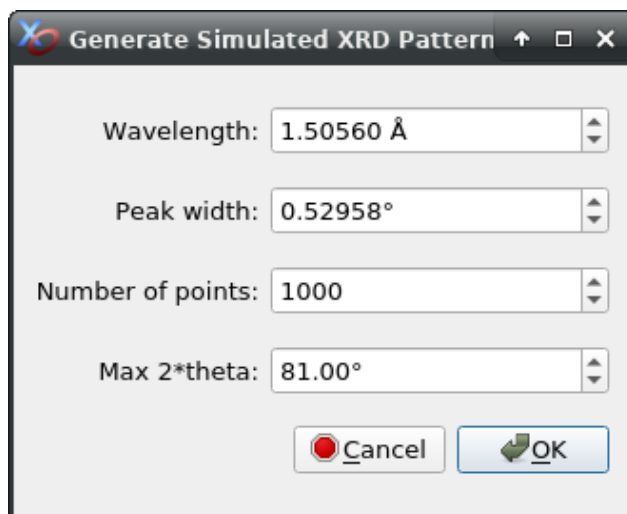 Generate Simulated XRD Pattern
Wavelength: 1.50560 Å
Peak width: 0.52958°
Number of points: 1000
Max 2*theta: 81.00°
Cancel OK